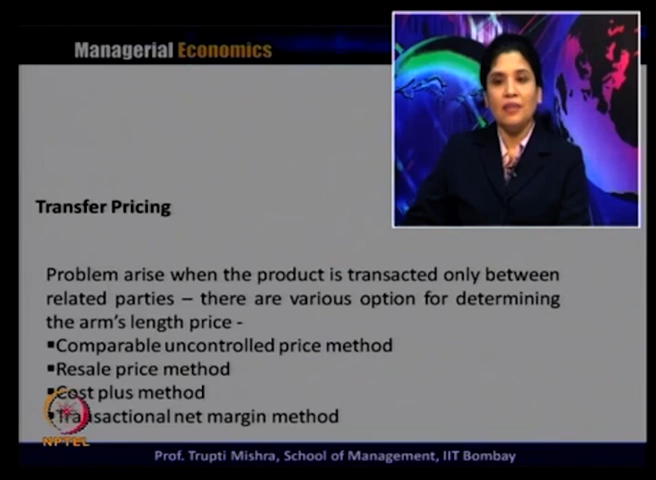 Managerial Economics
Transfer Pricing
Problem arise when the product is transacted only between
related parties – there are various option for determining
the arm's length price -
▪Comparable uncontrolled price method
▪Resale price method
▪Cost plus method
▪Transactional net margin method
NPTEL
Prof. Trupti Mishra, School of Management, IIT Bombay